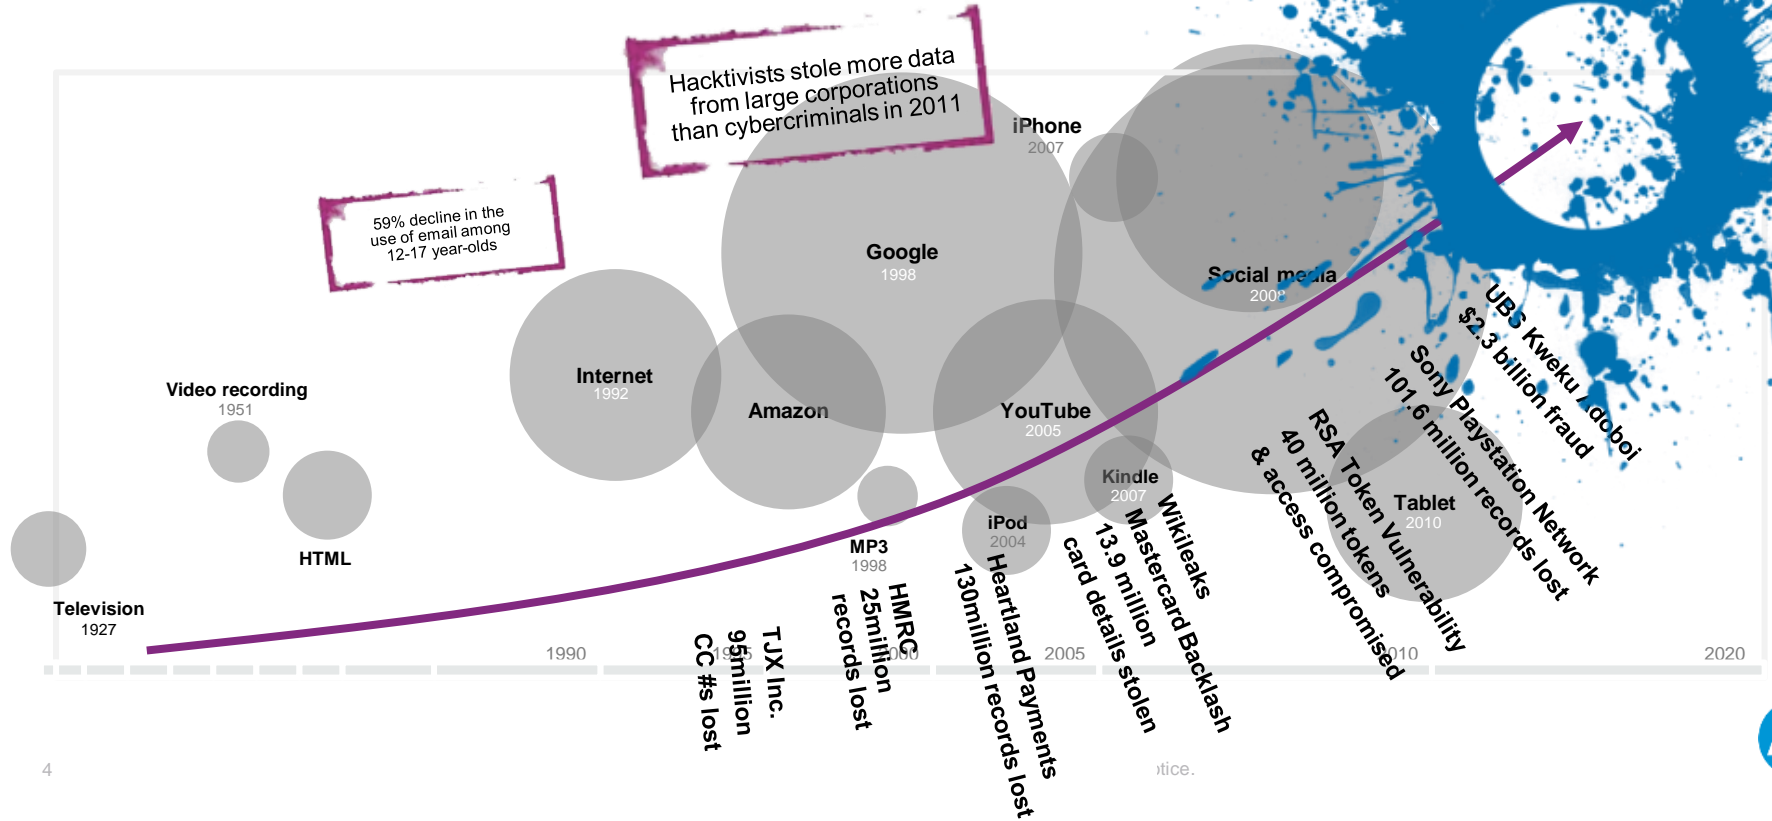 Hacktivists stole more data
from large corporations
than cybercriminals in 2011
59% decline in the
use of email among
12-17 year-olds
iPhone
2007
Google
1998
Social media
2008
Internet
1992
Video recording
1951
Amazon
YouTube
2005
Kindle
2007
Tablet
2010
iPod
2004
HTML
MP3
1998
Television
1927
UBS Kweku Adoboi
$2.3 billion fraud
Sony Playstation Network
101.6 million records lost
RSA Token Vulnerability
40 million tokens
& access compromised
Wikileaks
Mastercard Backlash
13.9 million
card details stolen
Heartland Payments
130million records lost
HMRC
25million
records lost
TJX Inc.
95million
CC #s lost
1990
2005
2020
4